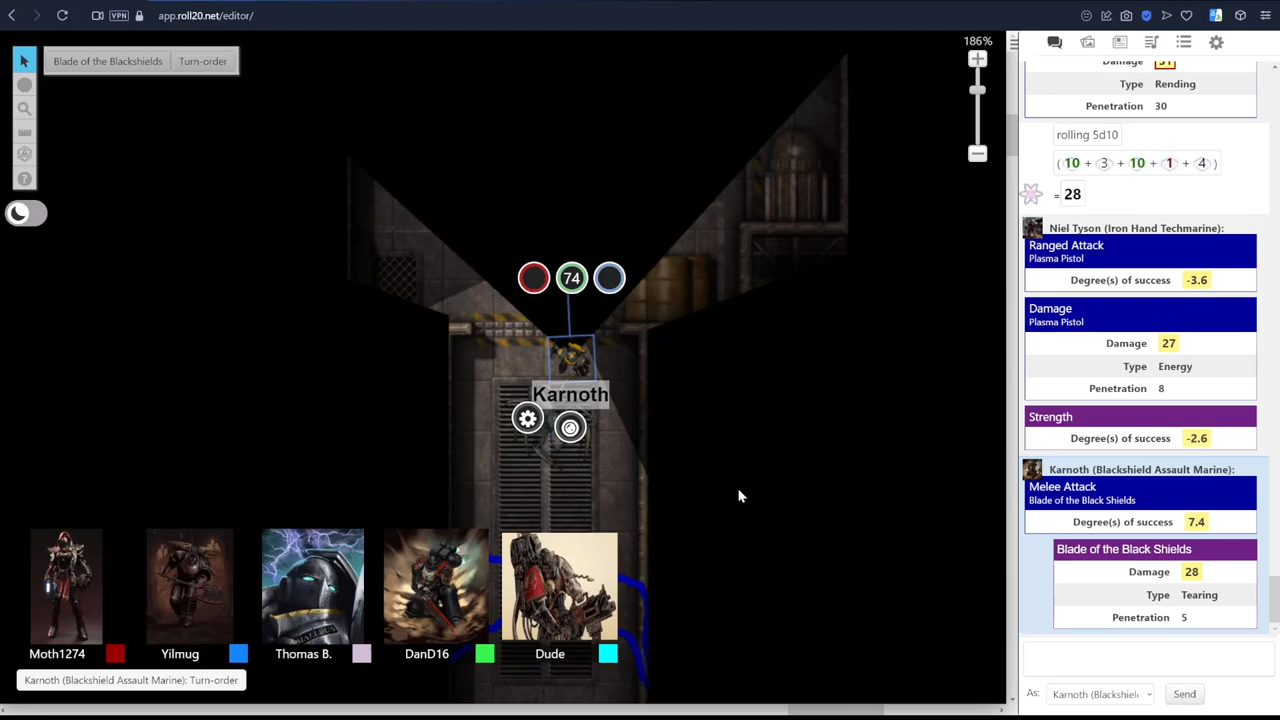 VPN
app.roll20.net/editor/
Blade of the Blackshields
Turn-order
186%
74
Karnoth
Moth1274
Yilmug
Thomas B.
DanD16
Dude
Karnoth (Blackshield Assault Marine): Turn-order
Type
Rending
Penetration
30
rolling 5d10
( 10 + 3 + 10 + 1 + 4 )
= 28
Niel Tyson (Iron Hand Techmarine):
Ranged Attack
Plasma Pistol
Degree(s) of success
-3.6
Damage
Plasma Pistol
Damage
27
Type
Energy
Penetration
8
Strength
Degree(s) of success
-2.6
Karnoth (Blackshield Assault Marine):
Melee Attack
Blade of the Black Shields
Degree(s) of success
7.4
Blade of the Black Shields
Damage
28
Type
Tearing
Penetration
5
As:
Karnoth (Blackshiel
Send